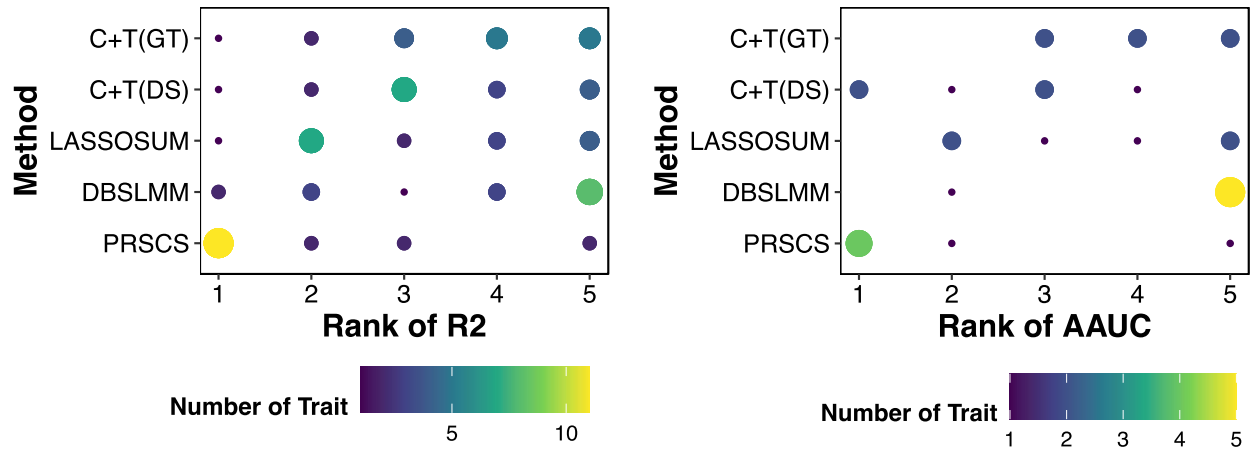 Method
C+T(GT)
C+T(DS)
LASSOSUM
DBSLMM
PRSCS
1 2 3 4 5
Rank of R2
Number of Trait
5 10
Method
C+T(GT)
C+T(DS)
LASSOSUM
DBSLMM
PRSCS
1 2 3 4 5
Rank of AAUC
Number of Trait
1 2 3 4 5